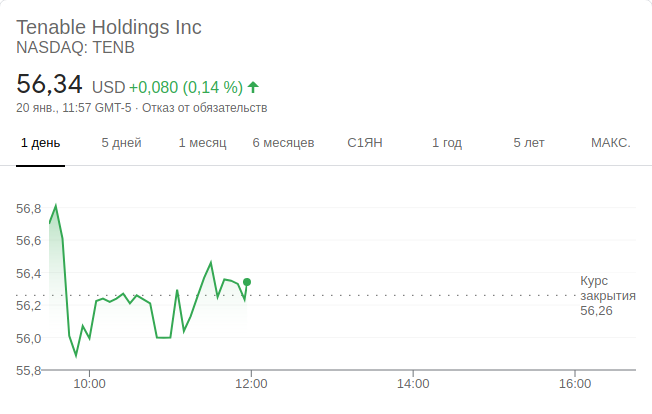 Tenable Holdings Inc
NASDAQ: TENB
56,34 USD +0,080 (0,14 %)
20 янв., 11:57 GMT-5 · Отказ от обязательств
1 день 5 дней 1 месяц 6 месяцев С1ЯН 1 год 5 лет МАКС.
56,8
56,6
56,4
56,2
56,0
55,8
Курс
закрытия
56,26
10:00 12:00 14:00 16:00